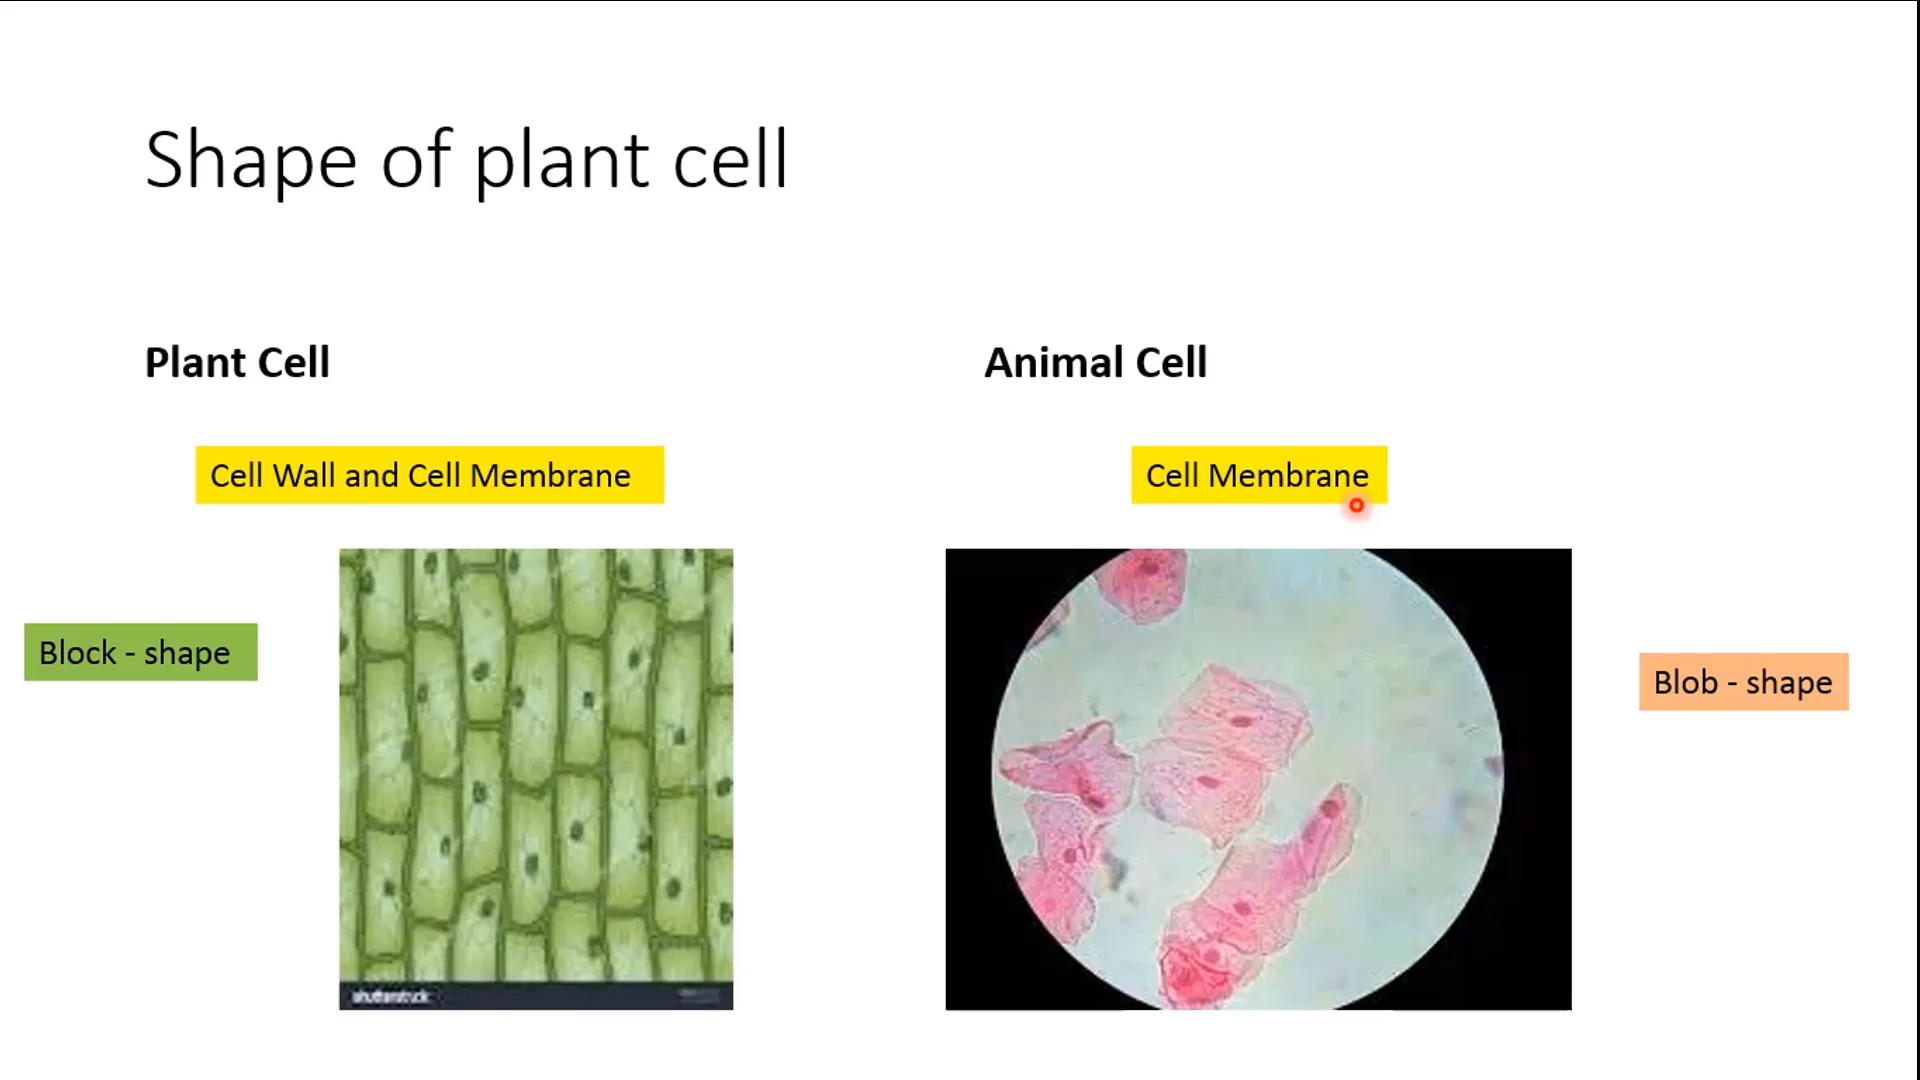 Shape of plant cell
Plant Cell
Animal Cell
Cell Wall and Cell Membrane
Cell Membrane
Block - shape
Blob - shape
shutterstock